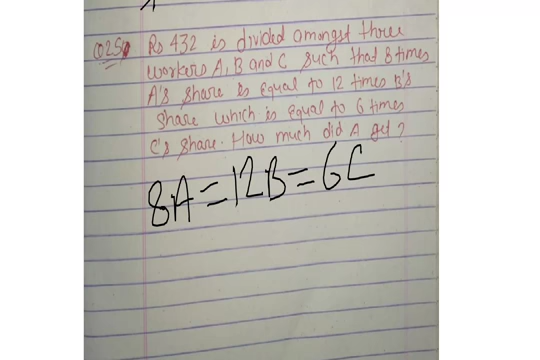 Q25) Rs 432 is divided amongst three
workers A, B and C such that 8 times
A's share is equal to 12 times B's
share which is equal to 6 times
C's share. How much did A get?
8A = 12B = 6C